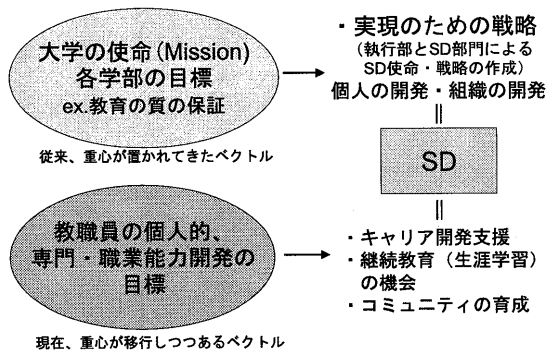 大学の使命(Mission)
各学部の目標
ex.教育の質の保証
従来、重心が置かれてきたベクトル
・実現のための戦略
(執行部とSD部門による
SD使命・戦略の作成)
個人の開発・組織の開発
||
SD
||
教職員の個人的、
専門・職業能力開発の
目標
現在、重心が移行しつつあるベクトル
・キャリア開発支援
・継続教育(生涯学習)
の機会
・コミュニティの育成